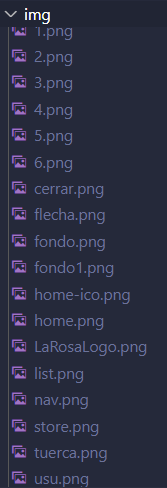 img
1.png
2.png
3.png
4.png
5.png
6.png
cerrar.png
flecha.png
fondo.png
fondo1.png
home-ico.png
home.png
LaRosaLogo.png
list.png
nav.png
store.png
tuerca.png
usu.png